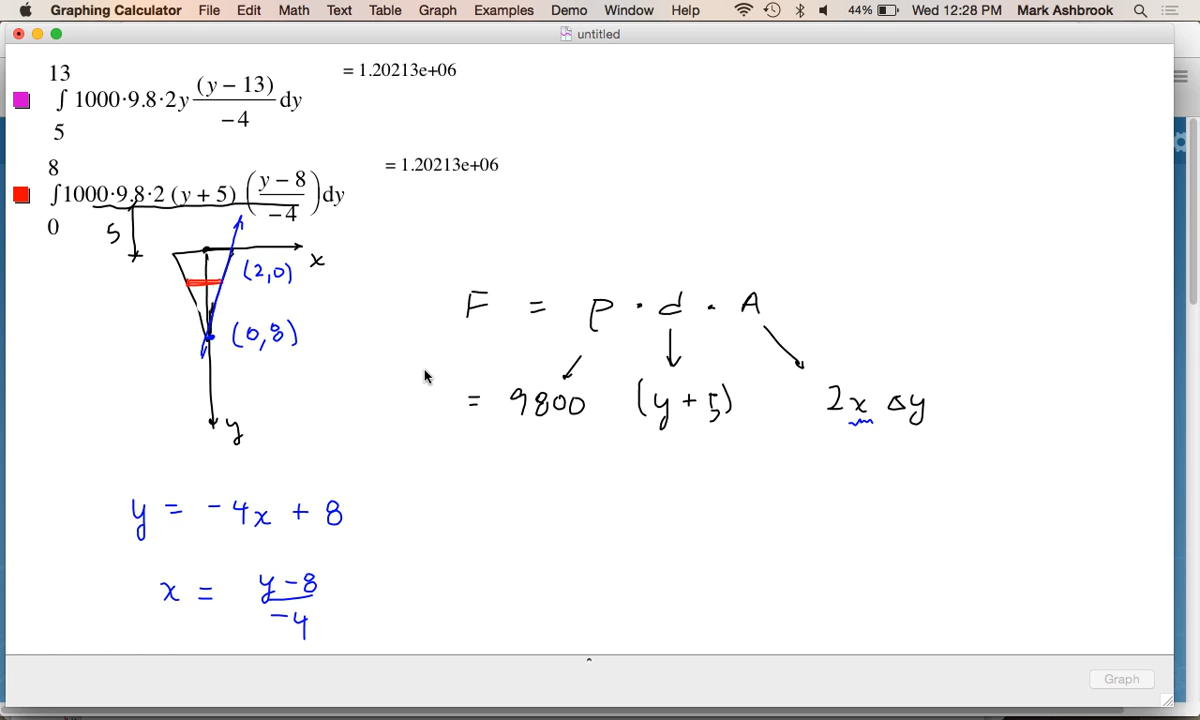 Graphing Calculator File Edit Math Text Table Graph Examples Demo Window Help 44% Wed 12:28 PM Mark Ashbrook
untitled
13
∫ 1000·9.8·2y (y − 13)/−4 dy = 1.20213e+06
5
8
∫1000·9.8·2 (y + 5) (y − 8/−4) dy = 1.20213e+06
0
5
x
(2,0)
(0,8)
y
F = P · d · A
= 9800 (y + 5) 2x Δy
y = -4x + 8
x = y-8/-4
Graph